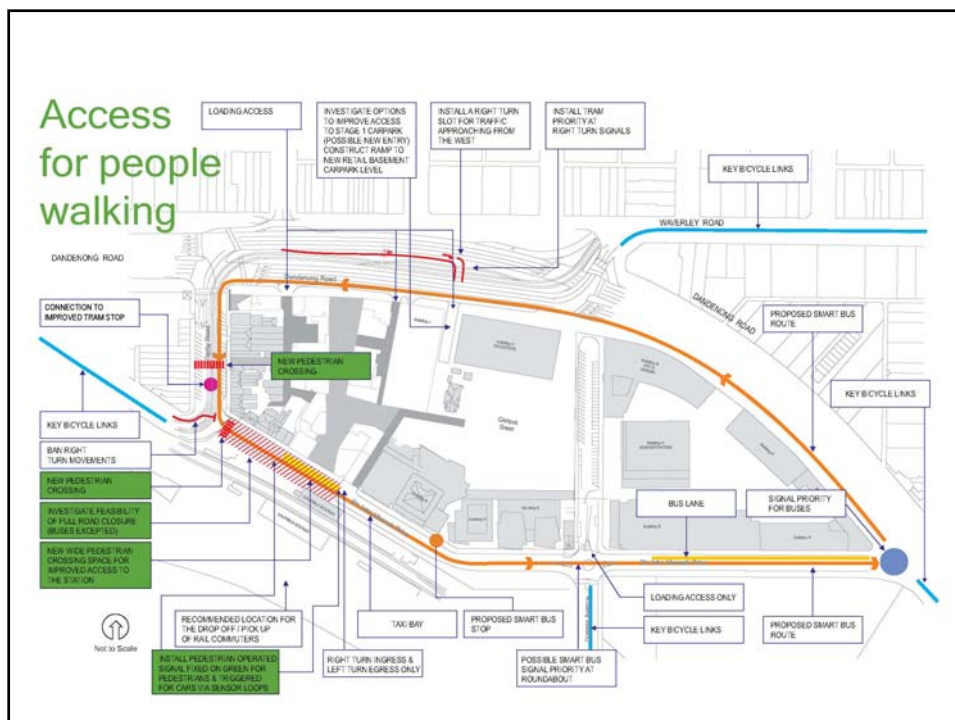 Access
for people
walking
LOADING ACCESS
INVESTIGATE OPTIONS
TO IMPROVE ACCESS
TO STAGE 1 CARPARK
(POSSIBLE NEW ENTRY)
CONSTRUCT RAMP TO
NEW RETAIL BASEMENT
CARPARK LEVEL
INSTALL A RIGHT TURN
SLOT FOR TRAFFIC
APPROACHING FROM
THE WEST
INSTALL TRAM
PRIORITY AT
RIGHT TURN SIGNALS
KEY BICYCLE LINKS
WAVERLEY ROAD
DANDENONG ROAD
Dandenong Road
DANDENONG ROAD
CONNECTION TO
IMPROVED TRAM STOP
NEW PEDESTRIAN
CROSSING
PROPOSED SMART BUS
ROUTE
KEY BICYCLE LINKS
KEY BICYCLE LINKS
BAN RIGHT
TURN MOVEMENTS
NEW PEDESTRIAN
CROSSING
INVESTIGATE FEASIBILITY
OF FULL ROAD CLOSURE
(BUSES EXCEPTED)
NEW WIDE PEDESTRIAN
CROSSING SPACE FOR
IMPROVED ACCESS TO
THE STATION
Campus
Street
BUS LANE
SIGNAL PRIORITY
FOR BUSES
Not to Scale
RECOMMENDED LOCATION FOR
THE DROP OFF / PICK UP
OF RAIL COMMUTERS
TAXI BAY
PROPOSED SMART BUS
STOP
LOADING ACCESS ONLY
KEY BICYCLE LINKS
PROPOSED SMART BUS
ROUTE
INSTALL PEDESTRIAN OPERATED
SIGNAL FIXED ON GREEN FOR
PEDESTRIANS & TRIGGERED
FOR CARS VIA SENSOR LOOPS
RIGHT TURN INGRESS &
LEFT TURN EGRESS ONLY
POSSIBLE SMART BUS
SIGNAL PRIORITY AT
ROUNDABOUT